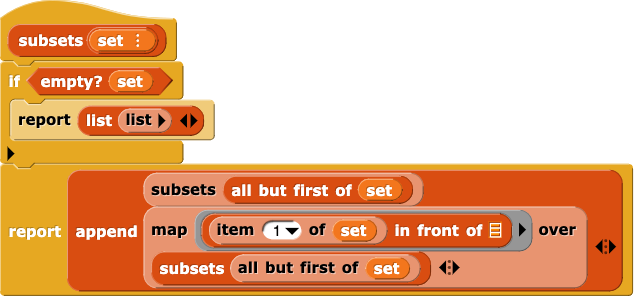 subsets set
if empty? set
report list list
subsets all but first of set
report append map item 1 of set in front of over
subsets all but first of set